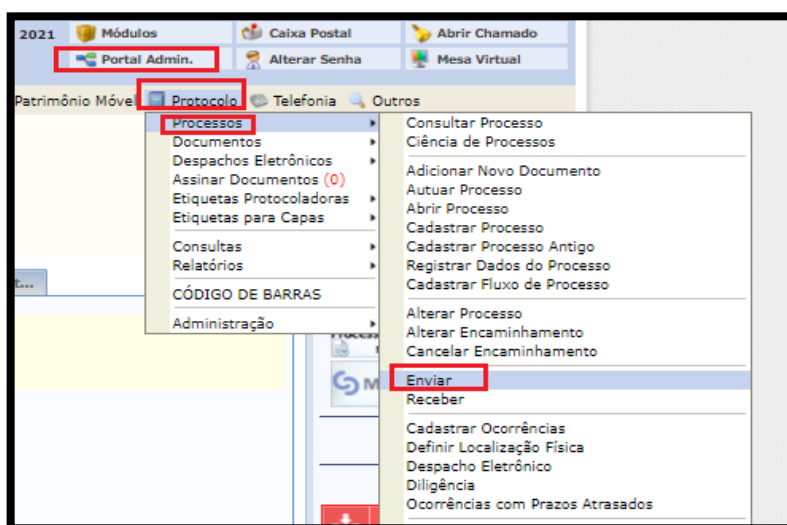 2021 Módulos Caixa Postal Abrir Chamado
Portal Admin. Alterar Senha Mesa Virtual
Patrimônio Móvel Protocolo Telefonia Outros
Processos
Documentos
Despachos Eletrônicos
Assinar Documentos (0)
Etiquetas Protocoladoras
Etiquetas para Capas
Consultas
Relatórios
CÓDIGO DE BARRAS
Administração
Consultar Processo
Ciência de Processos
Adicionar Novo Documento
Autuar Processo
Abrir Processo
Cadastrar Processo
Cadastrar Processo Antigo
Registrar Dados do Processo
Cadastrar Fluxo de Processo
Alterar Processo
Alterar Encaminhamento
Cancelar Encaminhamento
Enviar
Receber
Cadastrar Ocorrências
Definir Localização Física
Despacho Eletrônico
Diligência
Ocorrências com Prazos Atrasados
t...
M